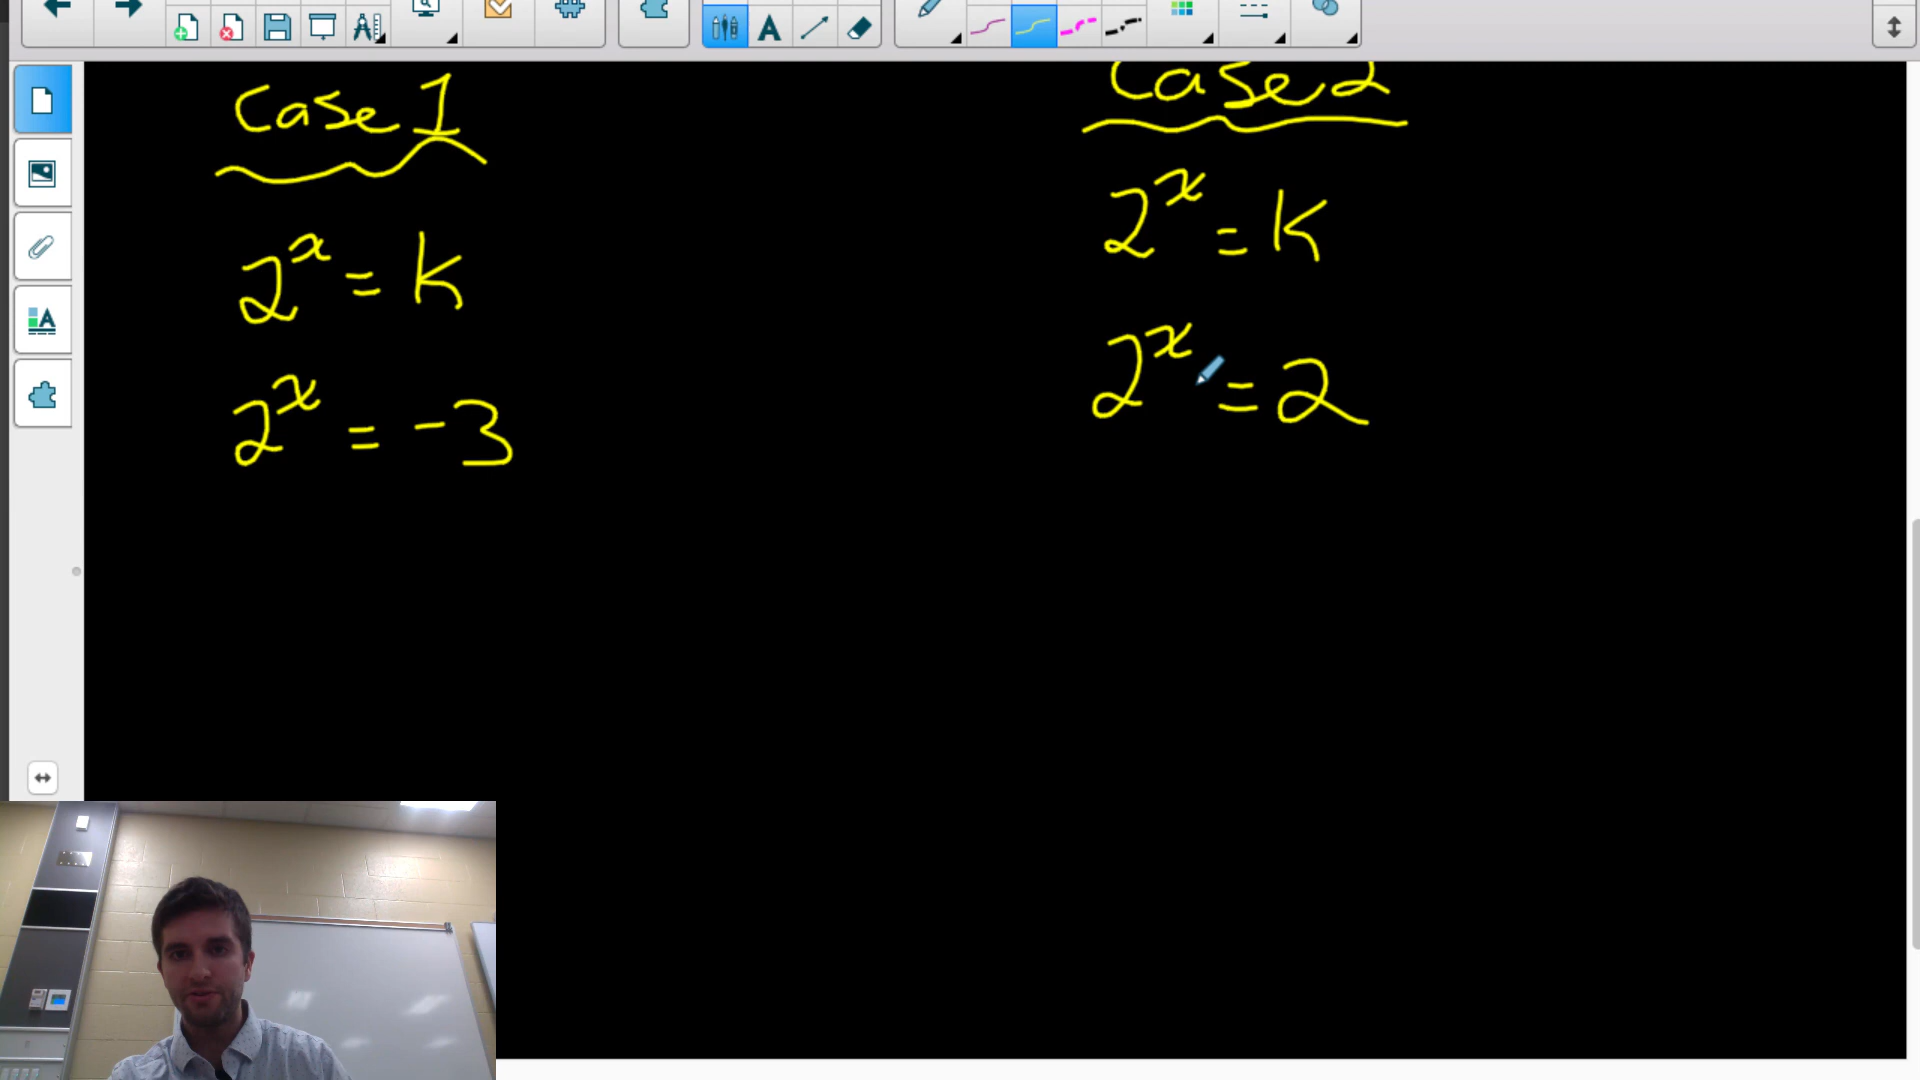 Case 1
2^x = K
2^x = -3
Case 2
2^x = K
2^x = 2